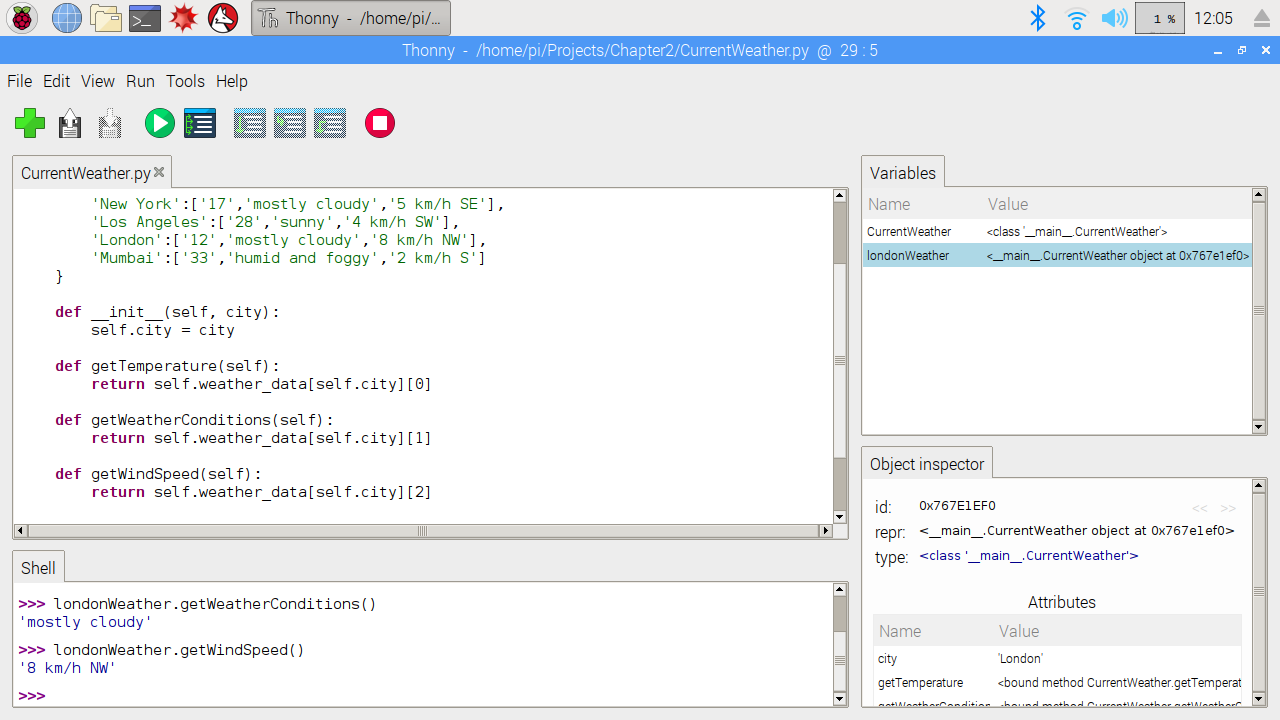 Thonny - /home/pi/...
1 %
12:05
Thonny - /home/pi/Projects/Chapter2/CurrentWeather.py @ 29 : 5
File Edit View Run Tools Help
CurrentWeather.py
'New York':['17','mostly cloudy','5 km/h SE'],
'Los Angeles':['28','sunny','4 km/h SW'],
'London':['12','mostly cloudy','8 km/h NW'],
'Mumbai':['33','humid and foggy','2 km/h S']
}
def __init__(self, city):
self.city = city
def getTemperature(self):
return self.weather_data[self.city][0]
def getWeatherConditions(self):
return self.weather_data[self.city][1]
def getWindSpeed(self):
return self.weather_data[self.city][2]
Shell
>>> londonWeather.getWeatherConditions()
'mostly cloudy'
>>> londonWeather.getWindSpeed()
'8 km/h NW'
>>>
Variables
Name Value
CurrentWeather <class '__main__.CurrentWeather'>
londonWeather <__main__.CurrentWeather object at 0x767e1ef0>
Object inspector
id: 0x767E1EF0 << >>
repr: <__main__.CurrentWeather object at 0x767e1ef0>
type: <class '__main__.CurrentWeather'>
Attributes
Name Value
city 'London'
getTemperature <bound method CurrentWeather.getTemperat
getWeatherCondition <bound method CurrentWeather.getWeatherC